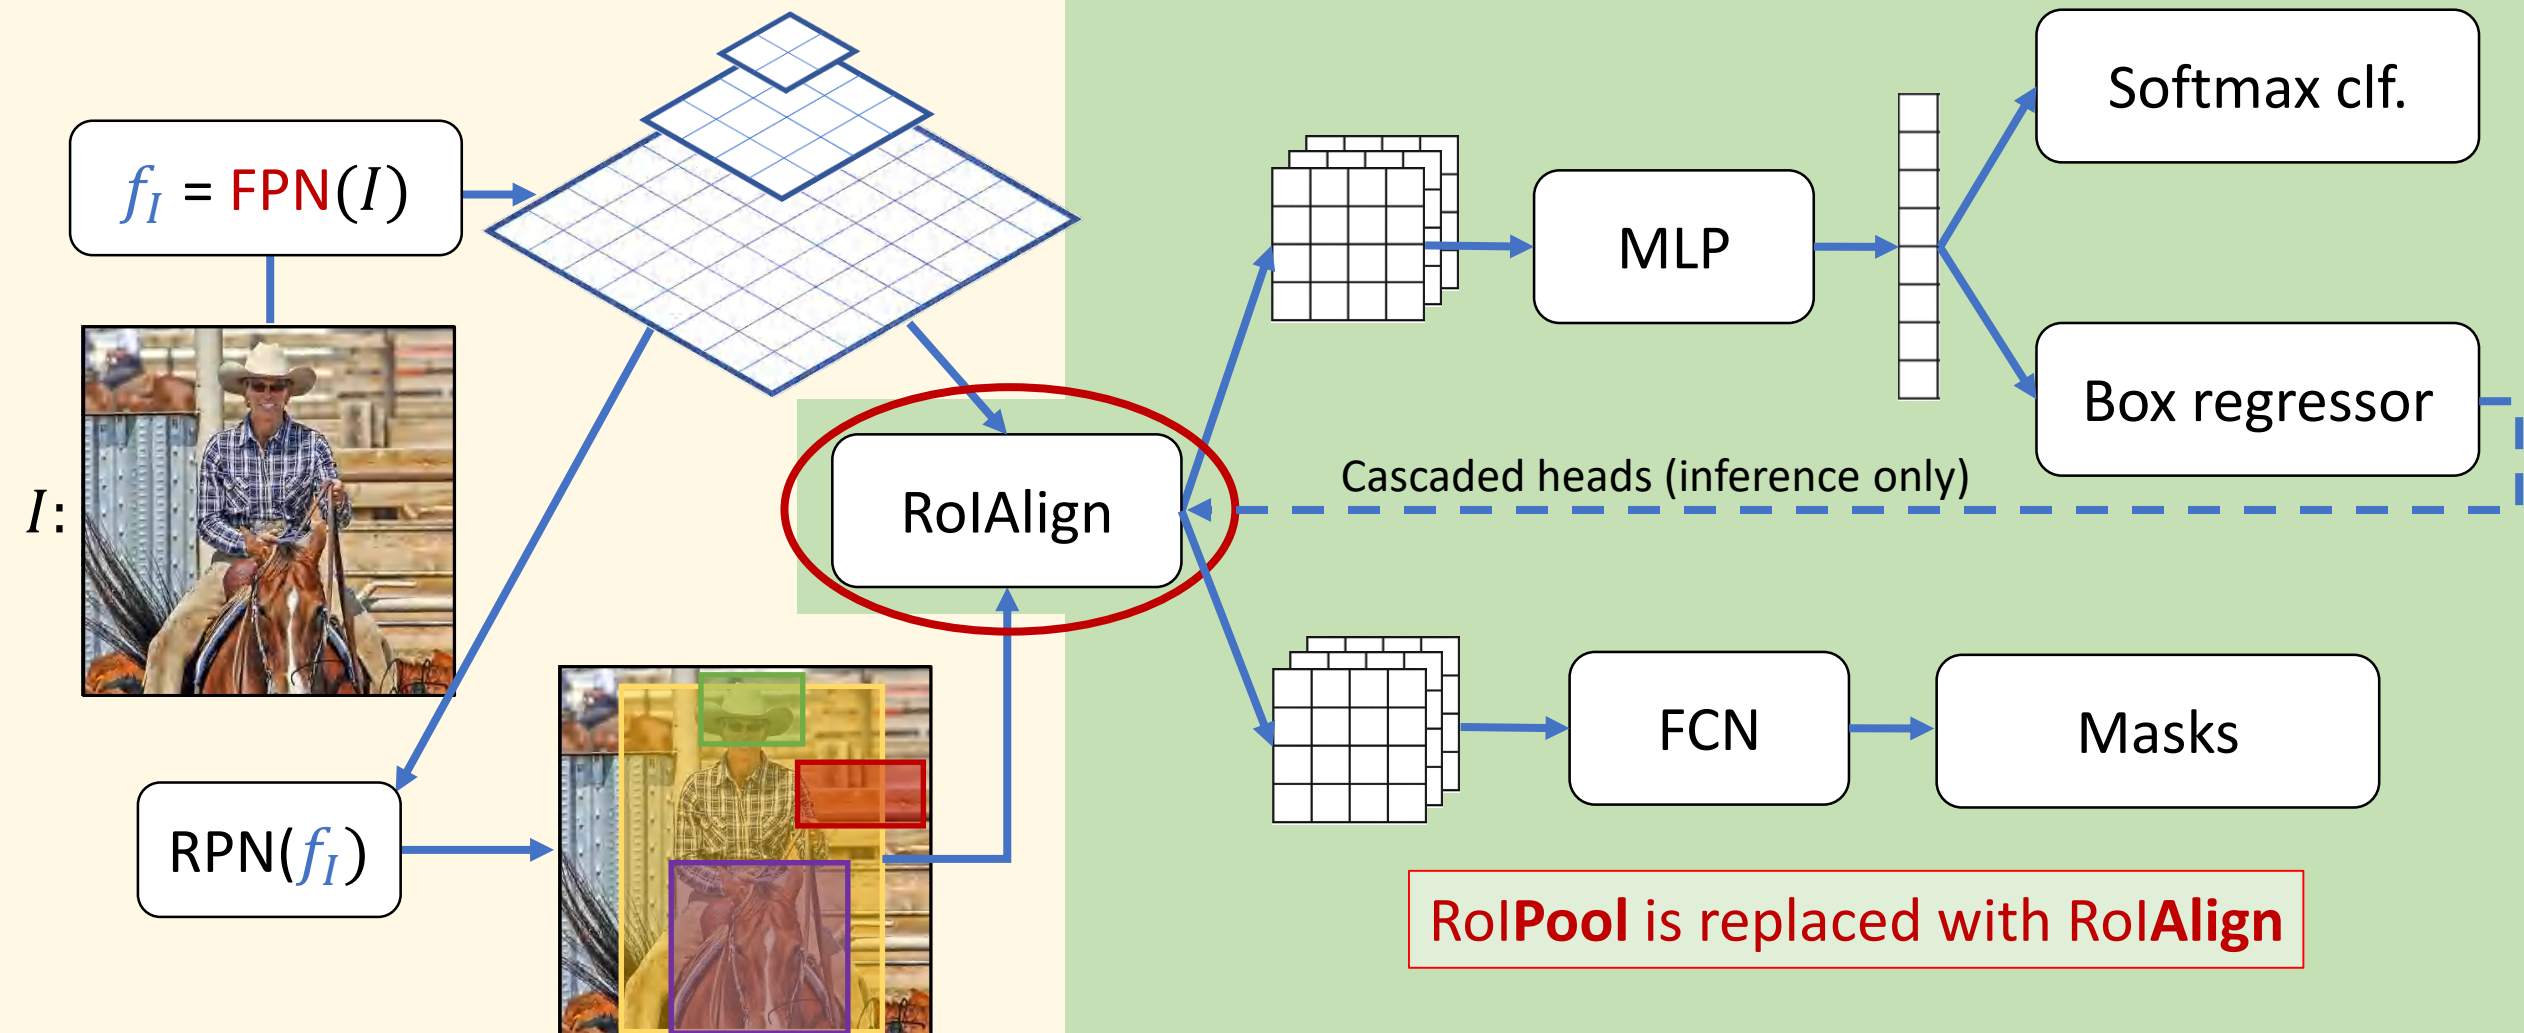 f_I = FPN(I)
I:
RPN(f_I)
RoIAlign
MLP
Softmax clf.
Box regressor
Cascaded heads (inference only)
FCN
Masks
RoIPool is replaced with RoIAlign